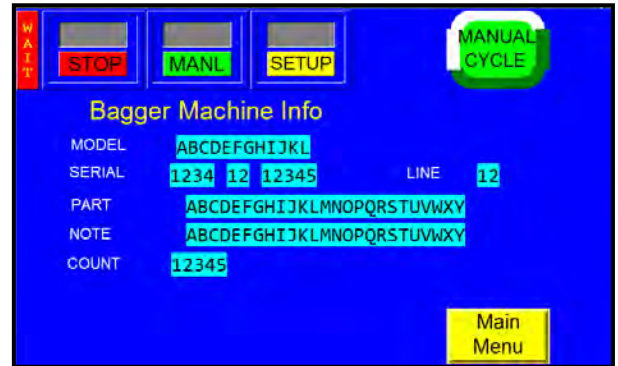 WAIT
STOP
MANL
SETUP
MANUAL
CYCLE
Bagger Machine Info
MODEL ABCDEFGHIJKL
SERIAL 1234 12 12345 LINE 12
PART ABCDEFGHIJKLMNOPQRSTUVWXY
NOTE ABCDEFGHIJKLMNOPQRSTUVWXY
COUNT 12345
Main
Menu